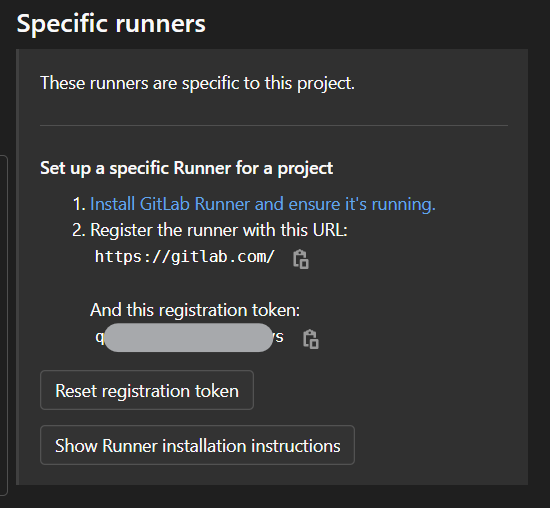 Specific runners
These runners are specific to this project.
Set up a specific Runner for a project
1. Install GitLab Runner and ensure it's running.
2. Register the runner with this URL:
https://gitlab.com/
And this registration token:
Reset registration token
Show Runner installation instructions